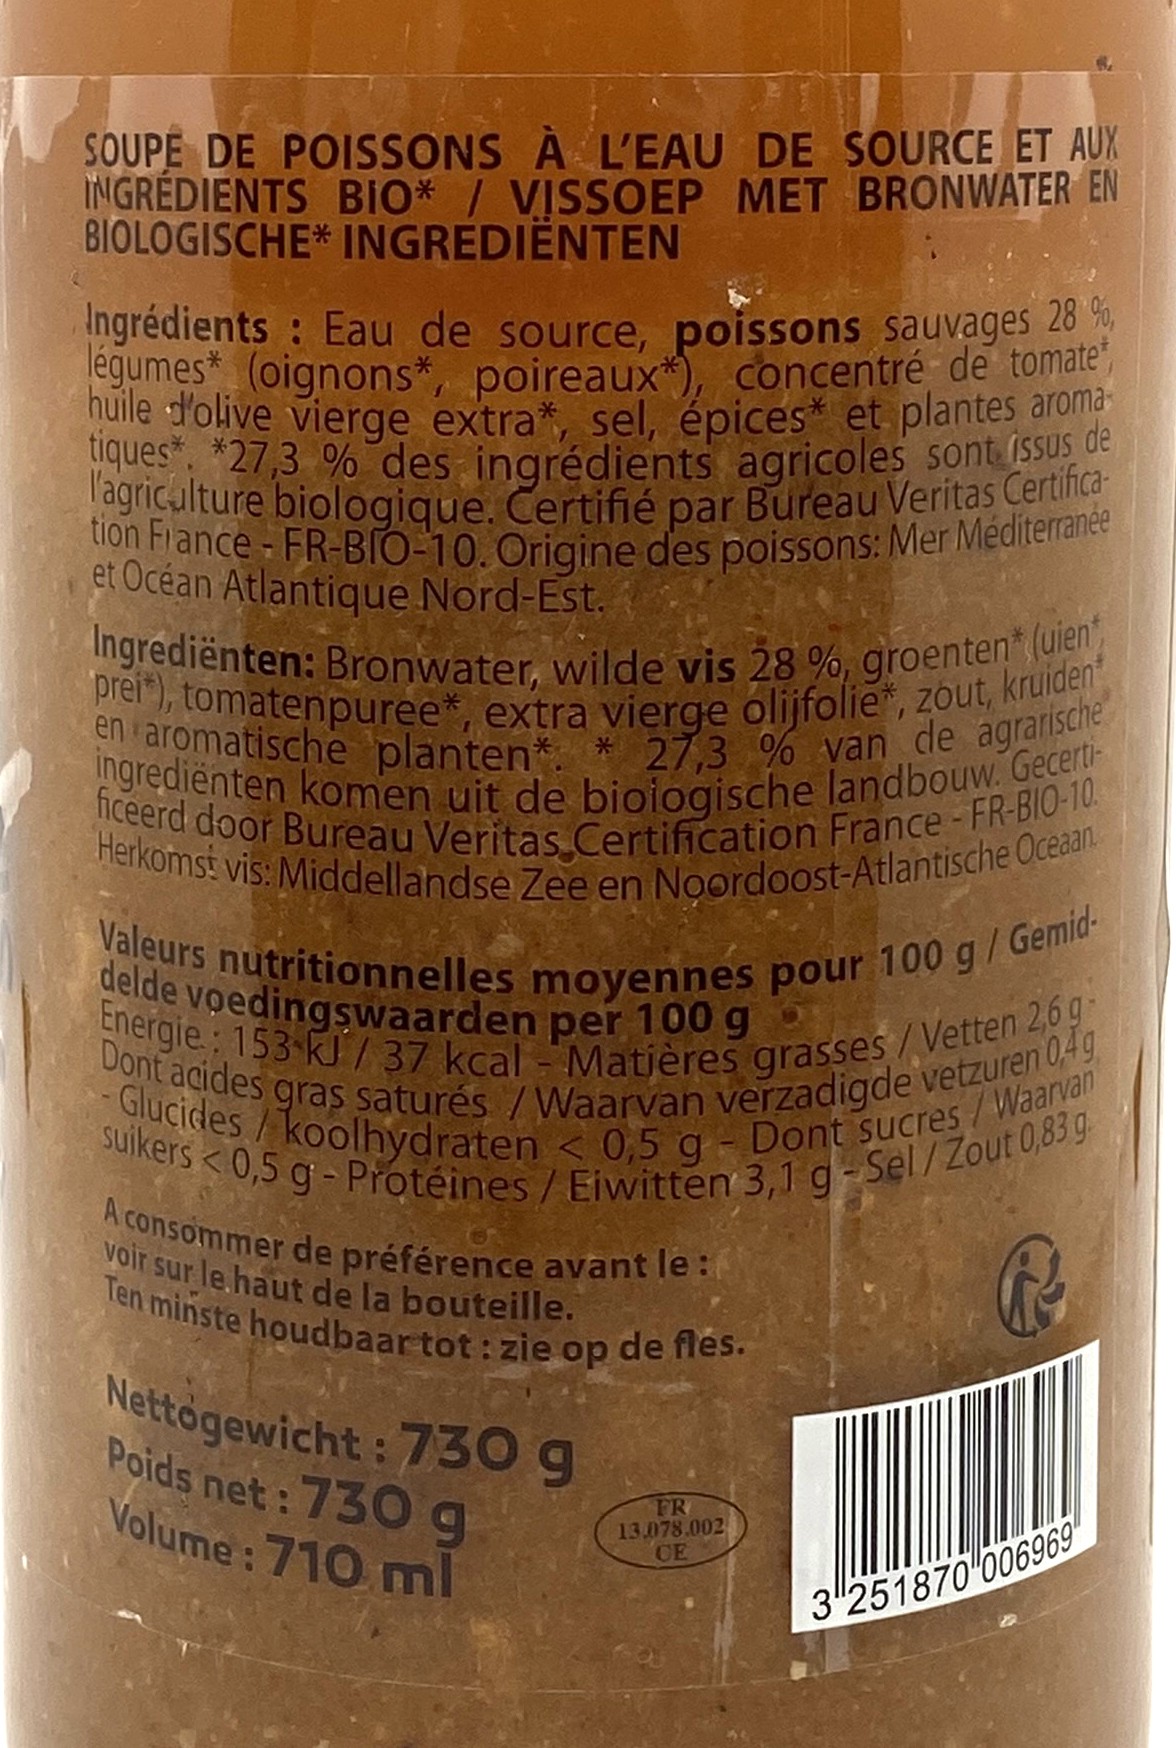 SOUPE DE POISSONS À L'EAU DE SOURCE ET AUX
INGRÉDIENTS BIO* / VISSOEP MET BRONWATER EN
BIOLOGISCHE* INGREDIËNTEN
Ingrédients : Eau de source, poissons sauvages 28 %,
légumes* (oignons*, poireaux*), concentré de tomate*,
huile d'olive vierge extra*, sel, épices* et plantes aroma-
tiques*. *27,3 % des ingrédients agricoles sont issus de
l'agriculture biologique. Certifié par Bureau Veritas Certifica-
tion France - FR-BIO-10. Origine des poissons: Mer Méditerranée
et Océan Atlantique Nord-Est.
Ingrediënten: Bronwater, wilde vis 28 %, groenten* (uien*,
prei*), tomatenpuree*, extra vierge olijfolie*, zout, kruiden*
en aromatische planten*. * 27,3 % van de agrarische
ingrediënten komen uit de biologische landbouw. Gecerti-
ficeerd door Bureau Veritas Certification France - FR-BIO-10.
Herkomst vis: Middellandse Zee en Noordoost-Atlantische Oceaan.
Valeurs nutritionnelles moyennes pour 100 g / Gemid-
delde voedingswaarden per 100 g
Energie : 153 kJ / 37 kcal - Matières grasses / Vetten 2,6 g -
Dont acides gras saturés / Waarvan verzadigde vetzuren 0,4 g
- Glucides / koolhydraten < 0,5 g - Dont sucres / Waarvan
suikers < 0,5 g - Protéines / Eiwitten 3,1 g - Sel / Zout 0,83 g.
A consommer de préférence avant le :
voir sur le haut de la bouteille.
Ten minste houdbaar tot : zie op de fles.
Nettogewicht : 730 g
Poids net : 730 g
Volume : 710 ml
FR
13.078.002
CE
3 251870 006969